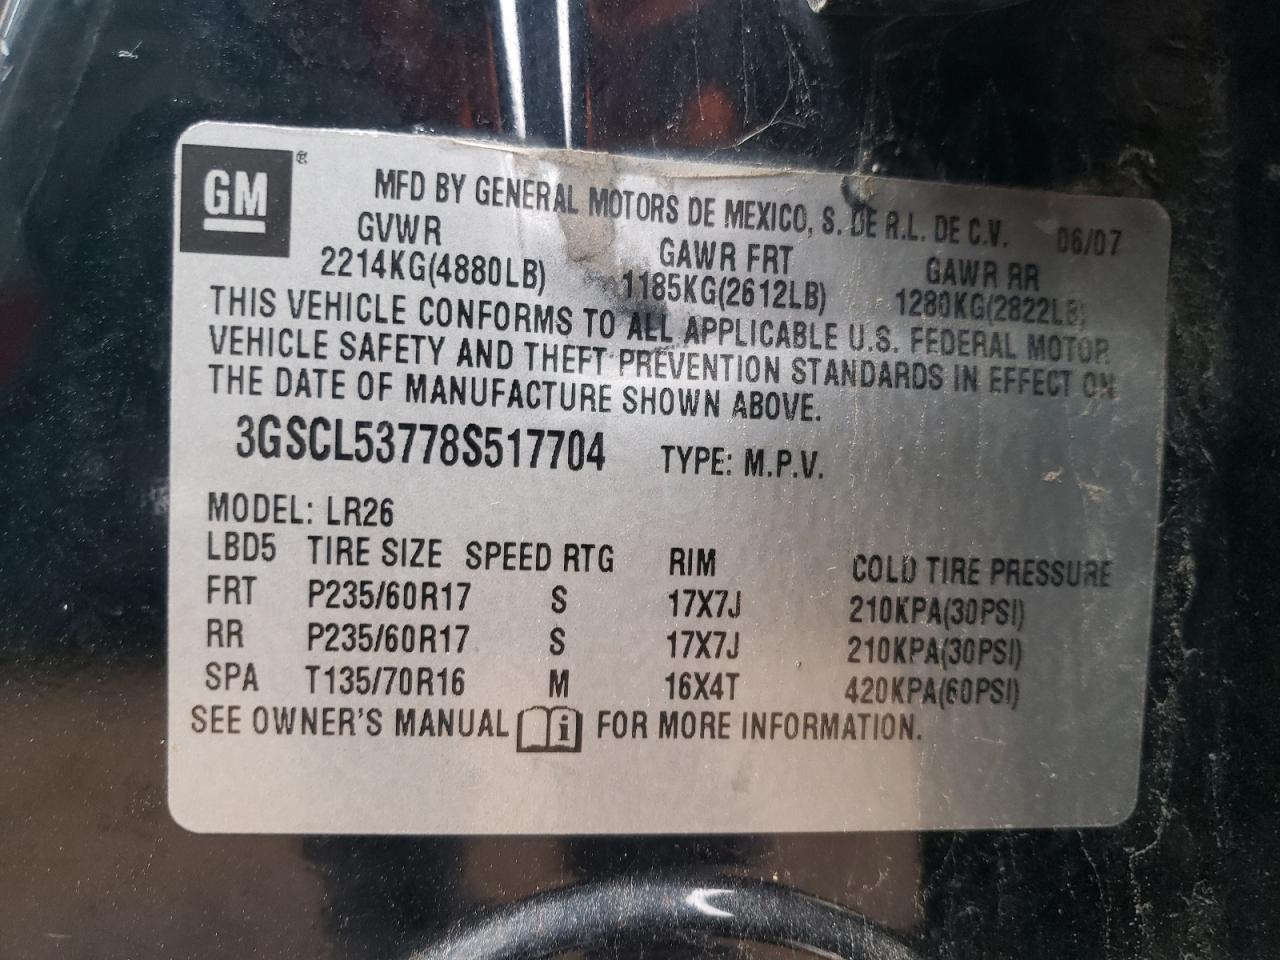 GM ®
MFD BY GENERAL MOTORS DE MEXICO, S. DE R.L. DE C.V. 06/07
GVWR GAWR FRT GAWR RR
2214KG(4880LB) 1185KG(2612LB) 1280KG(2822LB)
THIS VEHICLE CONFORMS TO ALL APPLICABLE U.S. FEDERAL MOTOR
VEHICLE SAFETY AND THEFT PREVENTION STANDARDS IN EFFECT ON
THE DATE OF MANUFACTURE SHOWN ABOVE.
3GSCL53778S517704 TYPE: M.P.V.
MODEL: LR26
LBD5 TIRE SIZE SPEED RTG RIM COLD TIRE PRESSURE
FRT P235/60R17 S 17X7J 210KPA(30PSI)
RR P235/60R17 S 17X7J 210KPA(30PSI)
SPA T135/70R16 M 16X4T 420KPA(60PSI)
SEE OWNER'S MANUAL i FOR MORE INFORMATION.